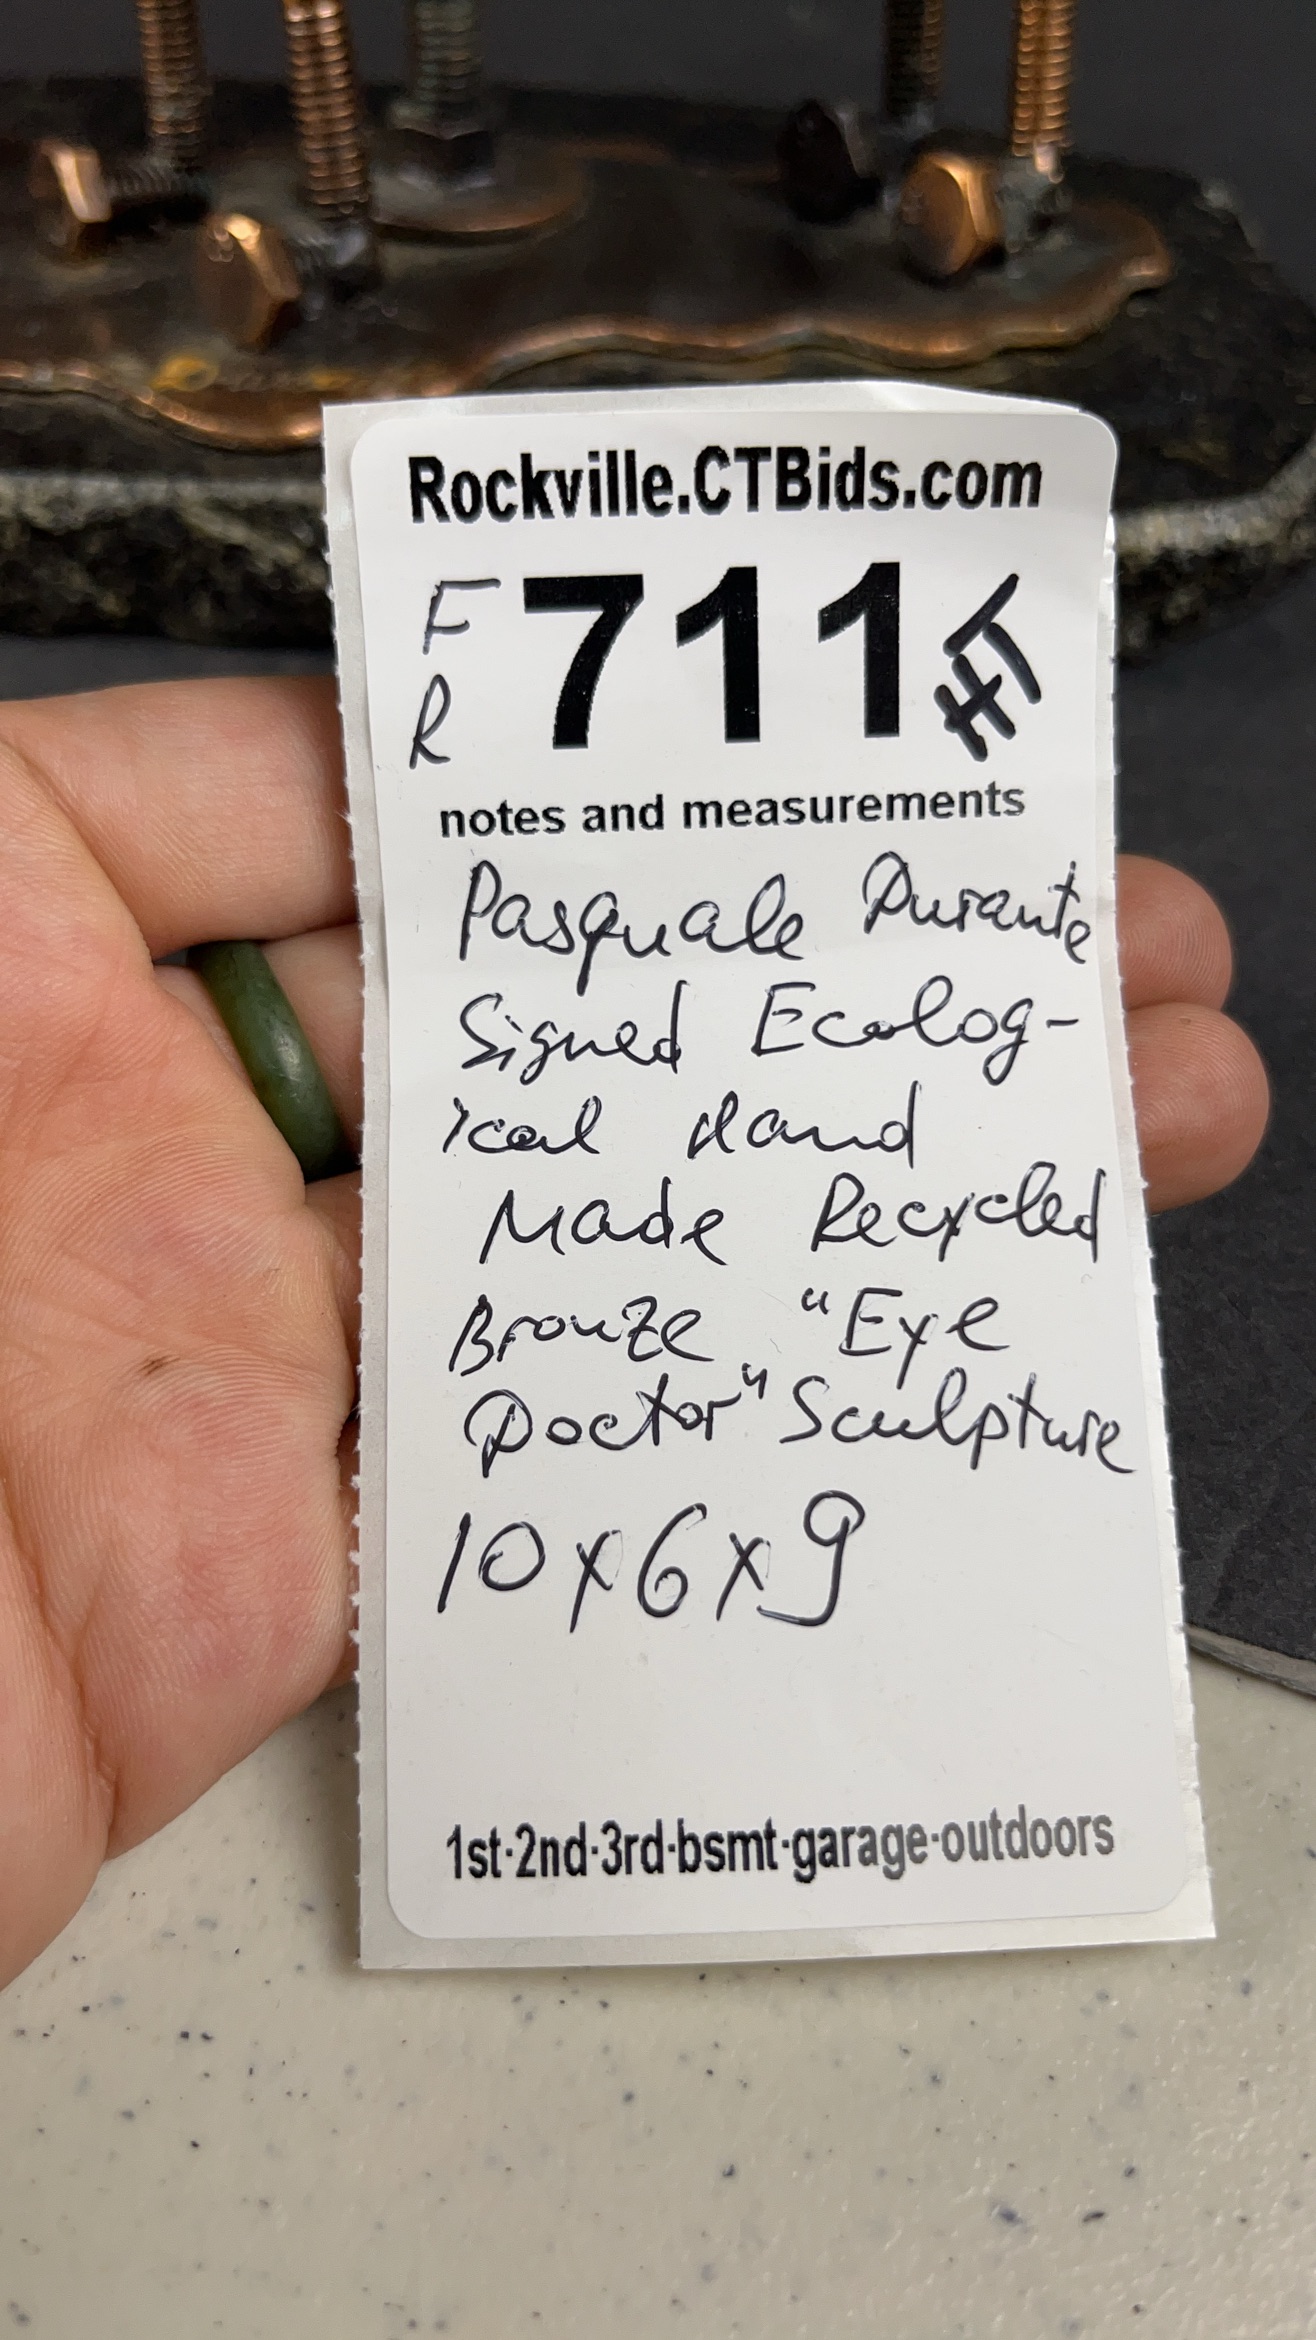 Rockville.CTBids.com
F
R
711
HT
notes and measurements
Pasquale Durante
Signed Ecolog-
ical Hand
Made Recycled
Bronze "Eye
Doctor" Sculpture
10x6x9
1st·2nd·3rd·bsmt·garage·outdoors